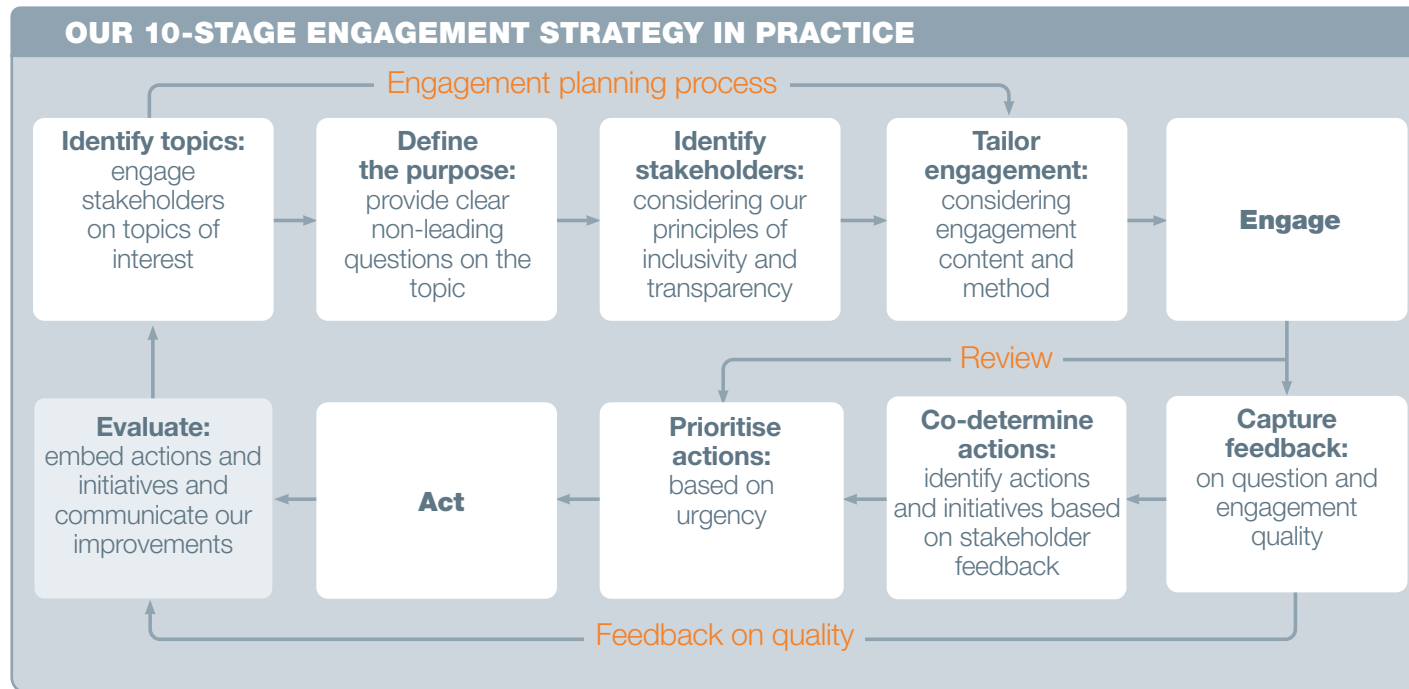 OUR 10-STAGE ENGAGEMENT STRATEGY IN PRACTICE
Engagement planning process
Identify topics:
engage
stakeholders
on topics of
interest
Define
the purpose:
provide clear
non-leading
questions on the
topic
Identify
stakeholders:
considering our
principles of
inclusivity and
transparency
Tailor
engagement:
considering
engagement
content and
method
Engage
Review
Evaluate:
embed actions and
initiatives and
communicate our
improvements
Act
Prioritise
actions:
based on
urgency
Co-determine
actions:
identify actions
and initiatives based
on stakeholder
feedback
Capture
feedback:
on question and
engagement
quality
Feedback on quality